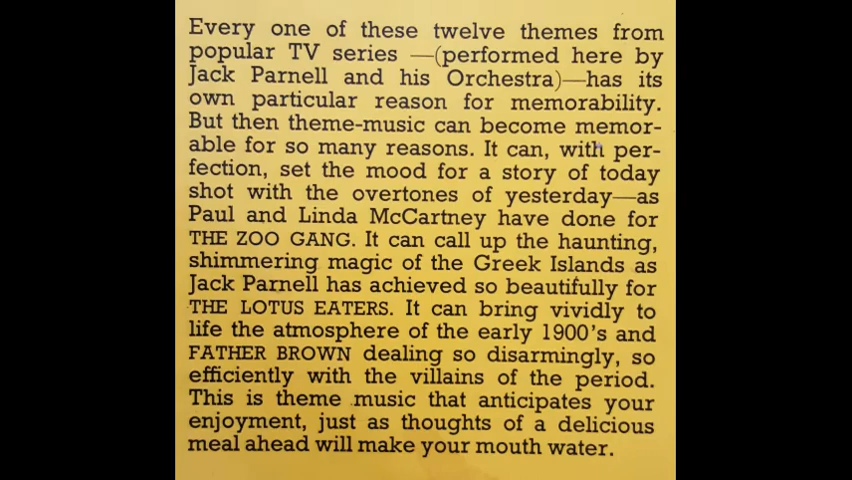 Every one of these twelve themes from
popular TV series —(performed here by
Jack Parnell and his Orchestra)—has its
own particular reason for memorability.
But then theme-music can become memor-
able for so many reasons. It can, with per-
fection, set the mood for a story of today
shot with the overtones of yesterday—as
Paul and Linda McCartney have done for
THE ZOO GANG. It can call up the haunting,
shimmering magic of the Greek Islands as
Jack Parnell has achieved so beautifully for
THE LOTUS EATERS. It can bring vividly to
life the atmosphere of the early 1900's and
FATHER BROWN dealing so disarmingly, so
efficiently with the villains of the period.
This is theme music that anticipates your
enjoyment, just as thoughts of a delicious
meal ahead will make your mouth water.